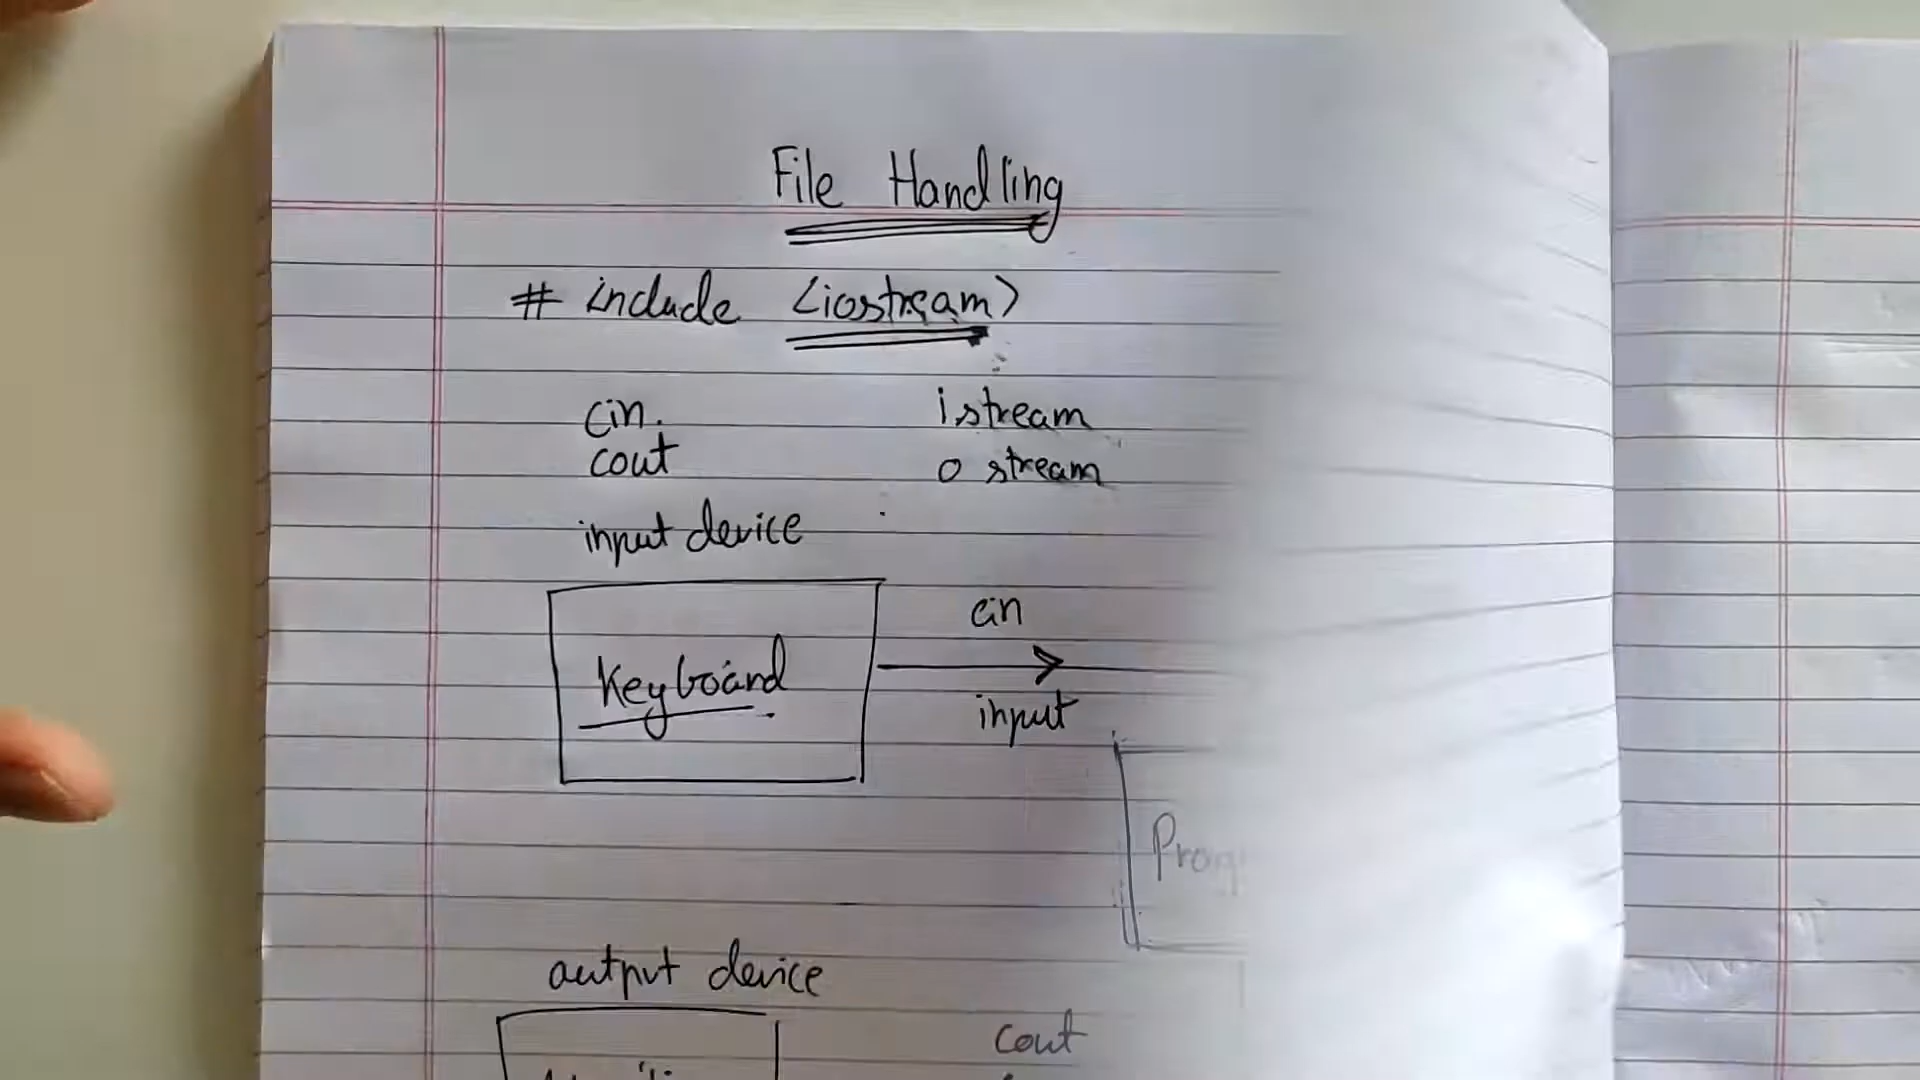 File Handling
# include <iostream>
cin. istream
cout o stream
input device
cin
Keyboard
input
output device
cout